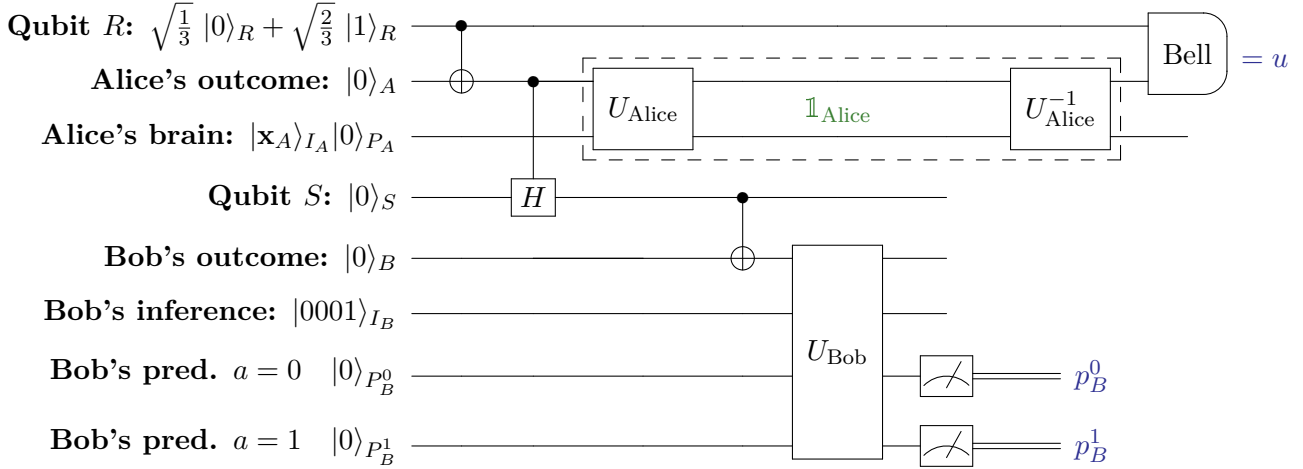 Qubit R: √(1/3) |0⟩_R + √(2/3) |1⟩_R
Bell = u
Alice's outcome: |0⟩_A
U_Alice 𝟙_Alice U_Alice^{-1}
Alice's brain: |x_A⟩_{I_A}|0⟩_{P_A}
Qubit S: |0⟩_S H
Bob's outcome: |0⟩_B
Bob's inference: |0001⟩_{I_B}
U_Bob
Bob's pred. a = 0 |0⟩_{P_B^0} p_B^0
Bob's pred. a = 1 |0⟩_{P_B^1} p_B^1